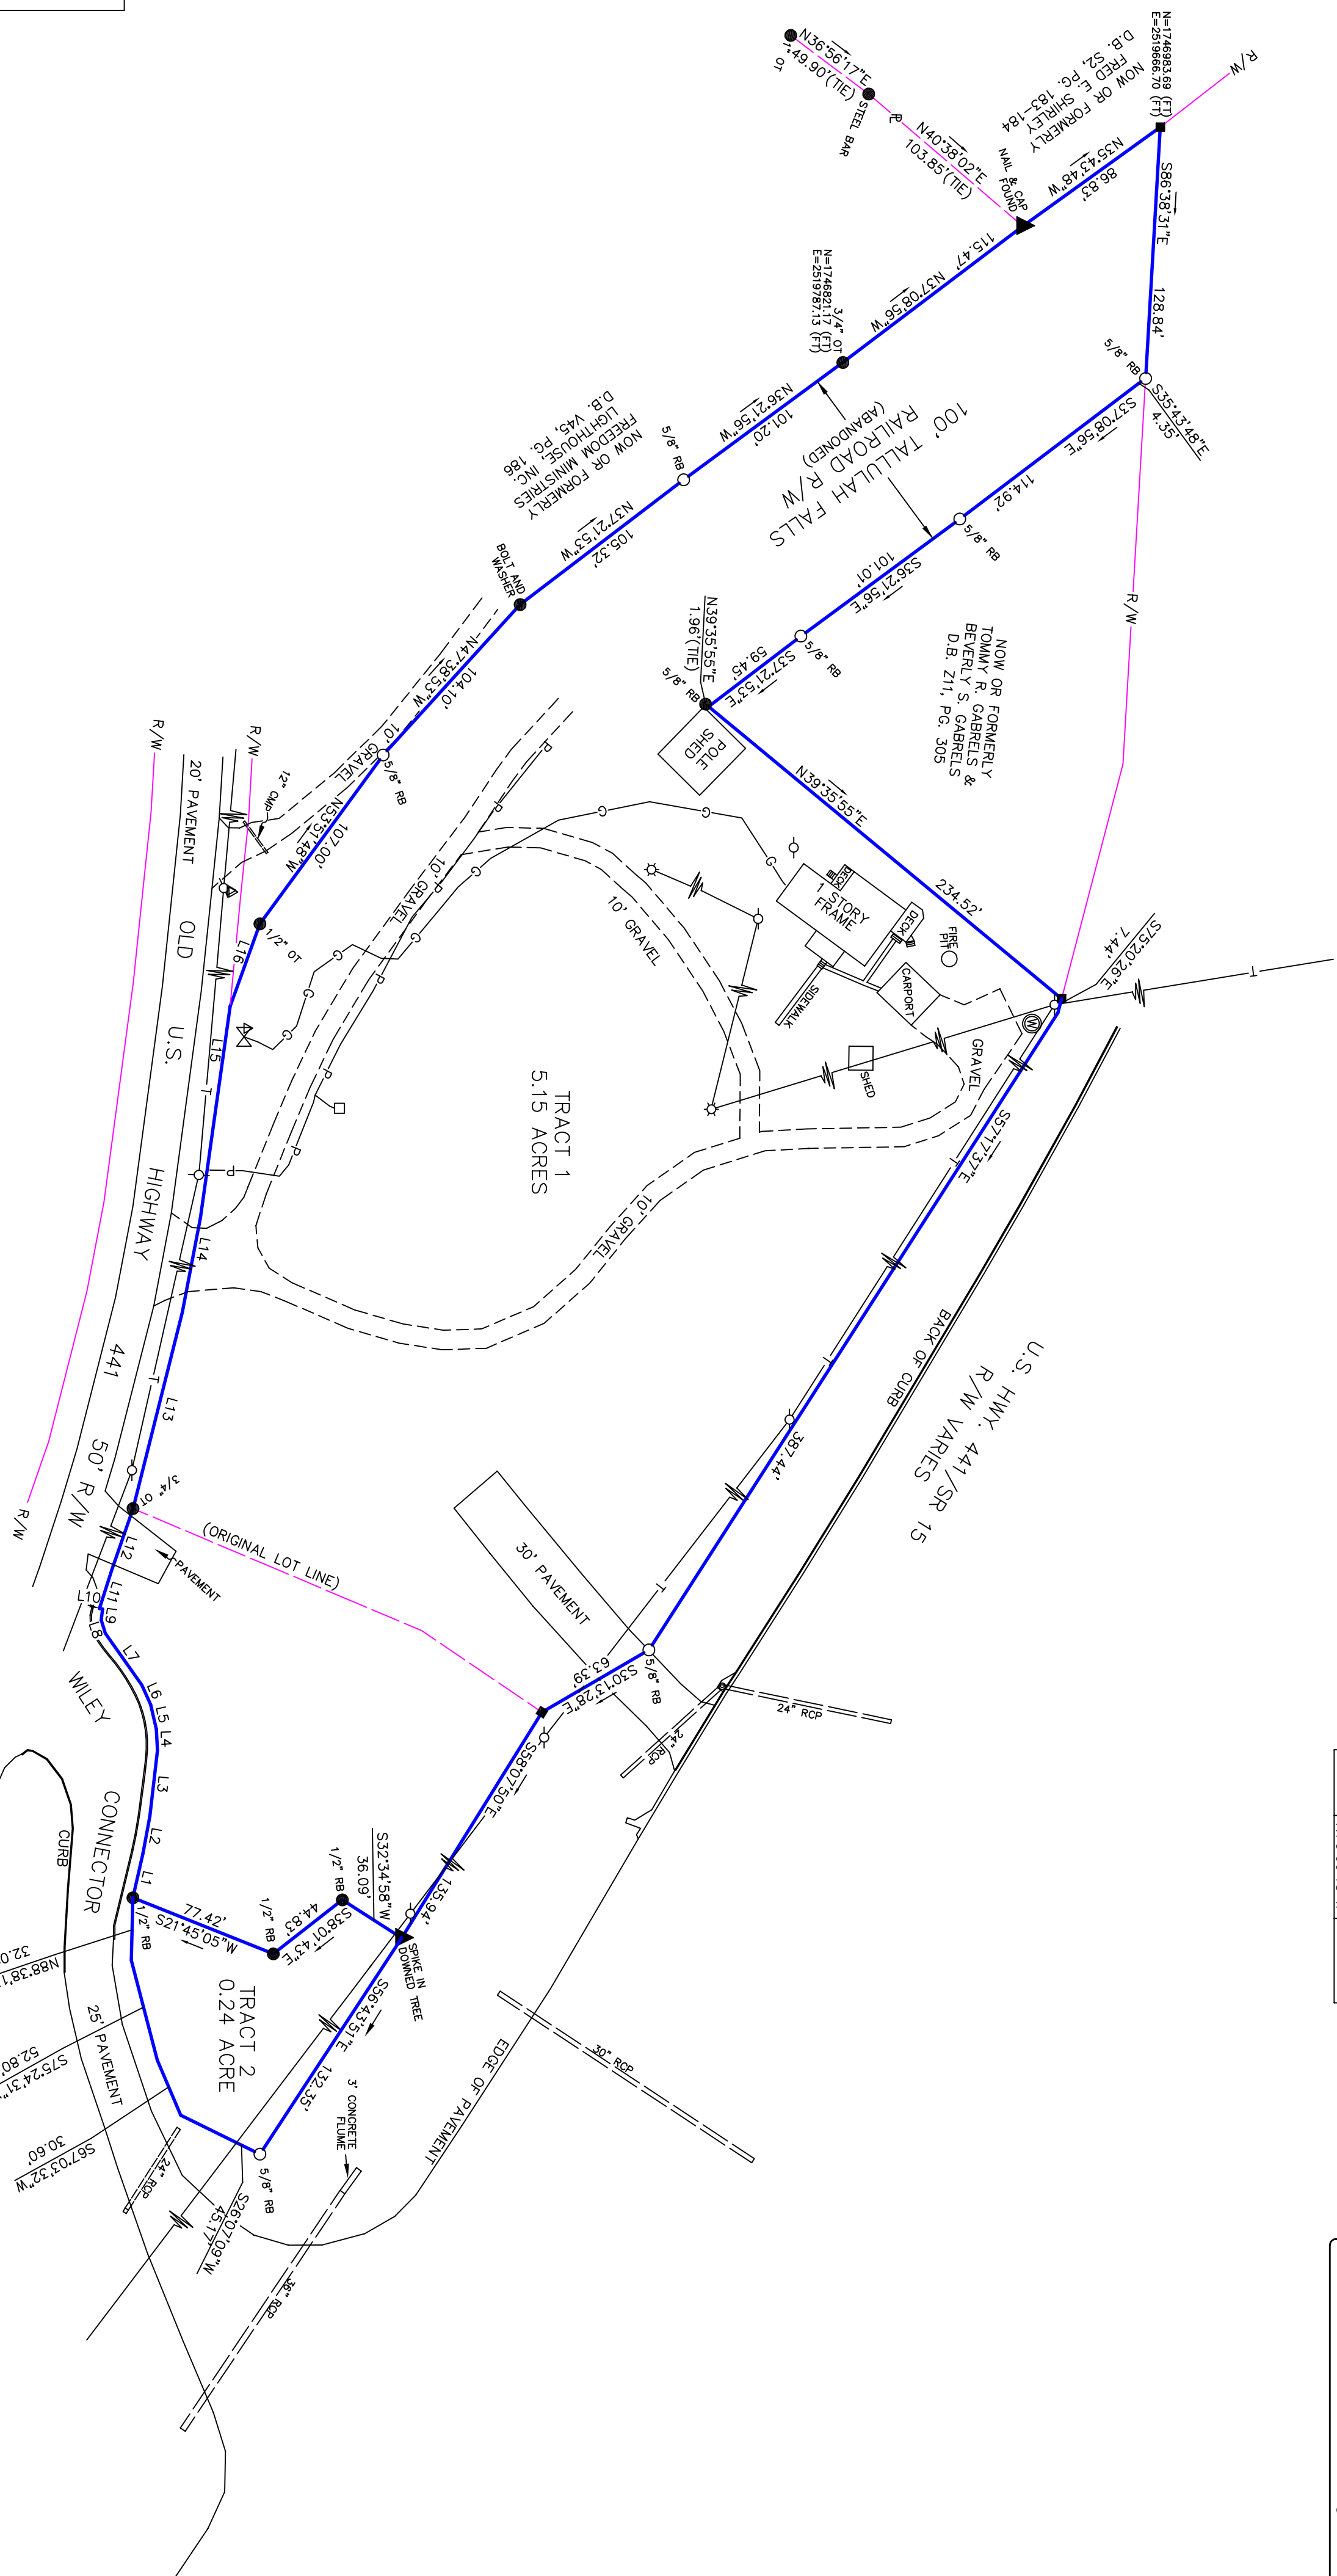 R/W
N=1746983.69 (FT)
E=2519666.70 (FT)
NOW OR FORMERLY
FRED E. SHIRLEY
D.B. S2, PG. 183-184
N36°56'17"E
49.90'(TIE)
1" OT
STEEL BAR
PL
N40°38'02"E
103.85'(TIE)
NAIL & CAP
FOUND
N35°43'48"W
86.83'
S86°38'31"E
128.84'
5/8" RB
S35°43'48"E
4.35'
N37°08'56"W
115.47'
3/4" OT
N=1746821.17 (FT)
E=2519787.13 (FT)
S37°08'56"E
114.92'
5/8" RB
100' TALLULAH FALLS
RAILROAD R/W
(ABANDONED)
N36°21'56"W
101.20'
5/8" RB
S36°21'56"E
101.01'
5/8" RB
R/W
NOW OR FORMERLY
FREEDOM MINISTRIES
LIGHTHOUSE, INC.
D.B. V45, PG. 186
N37°21'53"W
105.32'
BOLT AND
WASHER
S37°21'53"E
59.45'
N39°35'55"E
1.96'(TIE)
5/8" RB
NOW OR FORMERLY
TOMMY R. GABRELS &
BEVERLY S. GABRELS
D.B. Z11, PG. 305
POLE
SHED
N39°35'55"E
234.52'
N47°38'53"W
104.10'
10' GRAVEL
5/8" RB
12" CMP
N53°51'48"W
107.00'
1/2" OT
R/W
R/W
20' PAVEMENT
OLD U.S. HIGHWAY 441
50' R/W
R/W
P
P
P
P
P
P
P
G
G
G
G
G
G
G
G
10' GRAVEL
10' GRAVEL
DECK
1 STORY
FRAME
DECK
FIRE
PIT
CARPORT
SIDEWALK
SHED
W
GRAVEL
S75°20'26"E
7.44'
T
S57°17'37"E
387.44'
T
T
T
BACK OF CURB
U.S. HWY. 441/SR 15
R/W VARIES
TRACT 1
5.15 ACRES
10' GRAVEL
L16
L15
T
L14
L13
T
3/4" OT
L12
PAVEMENT
L11
L10
L9
L8
L7
L6
L5
L4
L3
L2
L1
(ORIGINAL LOT LINE)
30' PAVEMENT
5/8" RB
S30°13'28"E
63.39'
24" RCP
24" RCP
S58°07'50"E
135.94'
WILEY CONNECTOR
CURB
S32°34'58"W
36.09'
1/2" RB
S38°01'43"E
44.83'
1/2" RB
77.42'
S21°45'05"W
1/2" RB
SPIKE IN
DOWNED TREE
S56°43'51"E
132.35'
TRACT 2
0.24 ACRE
25' PAVEMENT
N88°38'1
32.0
S75°24'31"
52.80'
S67°03'32"W
30.60'
24" RCP
S26°07'09"W
45.17'
5/8" RB
3' CONCRETE
FLUME
36" RCP
30" RCP
EDGE OF PAVEMENT